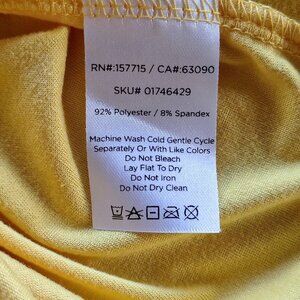 RN#:157715 / CA#:63090
SKU# 01746429
92% Polyester / 8% Spandex
Machine Wash Cold Gentle Cycle
Separately Or With Like Colors
Do Not Bleach
Lay Flat To Dry
Do Not Iron
Do Not Dry Clean